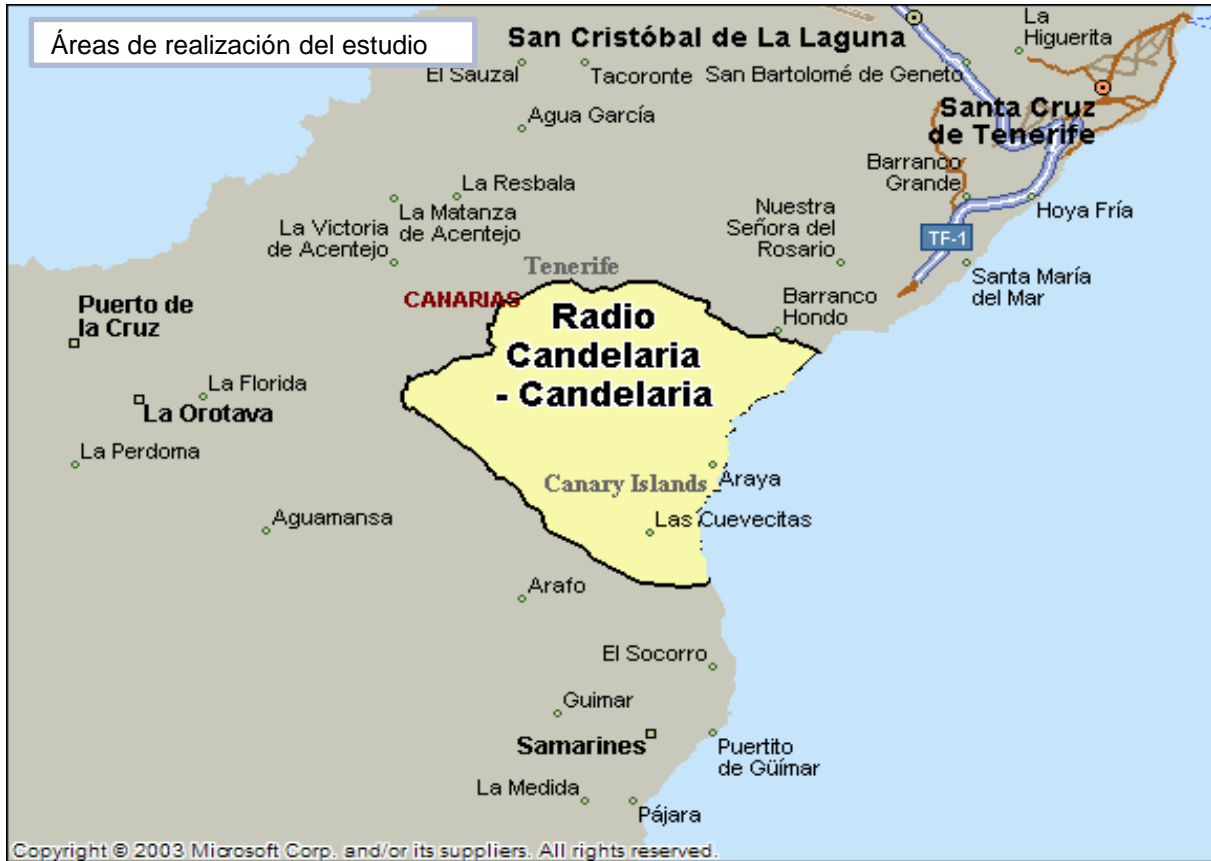 Áreas de realización del estudio
San Cristóbal de La Laguna
La
Higuerita
El Sauzal
Tacoronte
San Bartolomé de Geneto
Agua García
Santa Cruz
de Tenerife
Barranco
Grande
La Resbala
La Matanza
de Acentejo
La Victoria
de Acentejo
Nuestra
Señora del
Rosario
Hoya Fría
TF-1
Tenerife
Santa María
del Mar
CANARIAS
Puerto de
la Cruz
Barranco
Hondo
Radio
Candelaria
- Candelaria
La Florida
La Orotava
La Perdoma
Canary Islands
Araya
Aguamansa
Las Cuevecitas
Arafo
El Socorro
Guimar
Samarines
Puertito
de Güímar
La Medida
Pájara
Copyright © 2003 Microsoft Corp. and/or its suppliers. All rights reserved.